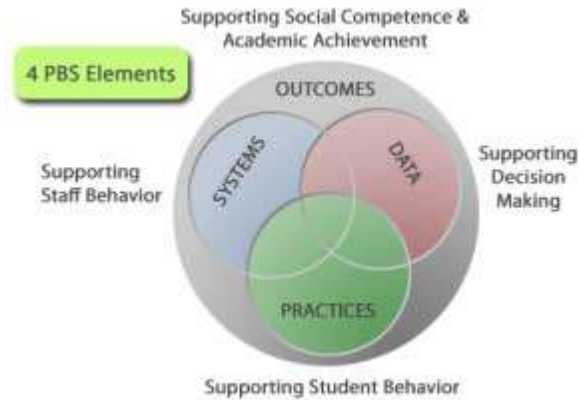 Supporting Social Competence &
Academic Achievement
4 PBS Elements
OUTCOMES
SYSTEMS
DATA
Supporting
Staff Behavior
Supporting
Decision
Making
PRACTICES
Supporting Student Behavior